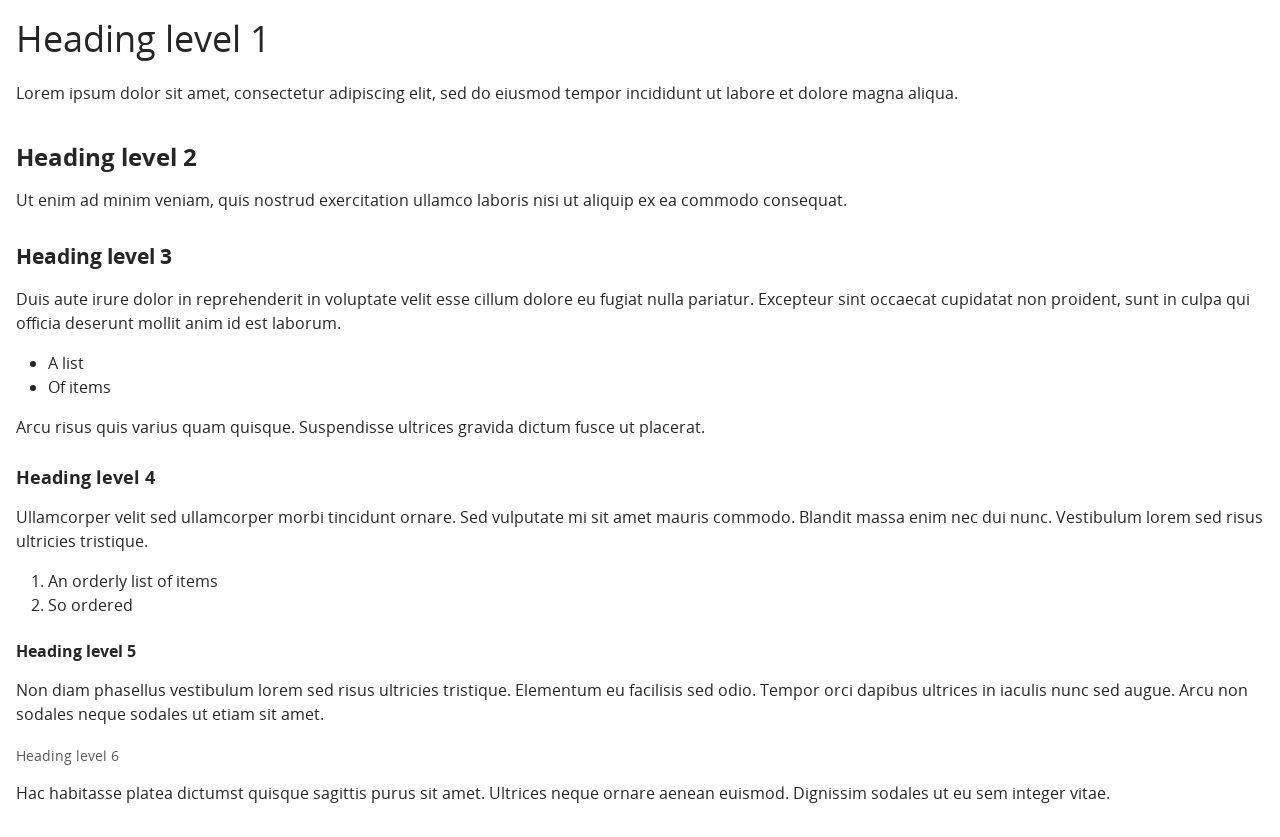 Heading level 1
Lorem ipsum dolor sit amet, consectetur adipiscing elit, sed do eiusmod tempor incididunt ut labore et dolore magna aliqua.
Heading level 2
Ut enim ad minim veniam, quis nostrud exercitation ullamco laboris nisi ut aliquip ex ea commodo consequat.
Heading level 3
Duis aute irure dolor in reprehenderit in voluptate velit esse cillum dolore eu fugiat nulla pariatur. Excepteur sint occaecat cupidatat non proident, sunt in culpa qui
officia deserunt mollit anim id est laborum.
• A list
• Of items
Arcu risus quis varius quam quisque. Suspendisse ultrices gravida dictum fusce ut placerat.
Heading level 4
Ullamcorper velit sed ullamcorper morbi tincidunt ornare. Sed vulputate mi sit amet mauris commodo. Blandit massa enim nec dui nunc. Vestibulum lorem sed risus
ultricies tristique.
1. An orderly list of items
2. So ordered
Heading level 5
Non diam phasellus vestibulum lorem sed risus ultricies tristique. Elementum eu facilisis sed odio. Tempor orci dapibus ultrices in iaculis nunc sed augue. Arcu non
sodales neque sodales ut etiam sit amet.
Heading level 6
Hac habitasse platea dictumst quisque sagittis purus sit amet. Ultrices neque ornare aenean euismod. Dignissim sodales ut eu sem integer vitae.